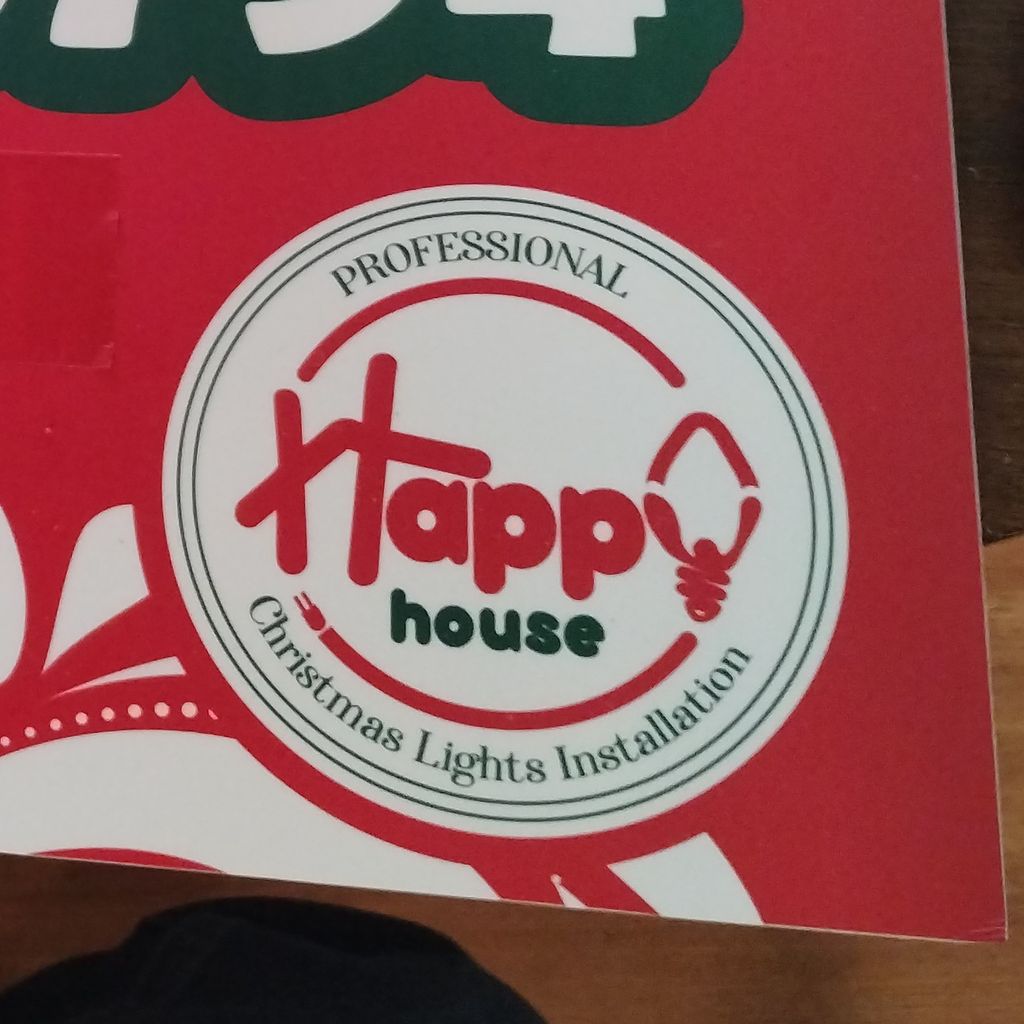 PROFESSIONAL
Happy
house
Christmas Lights Installation